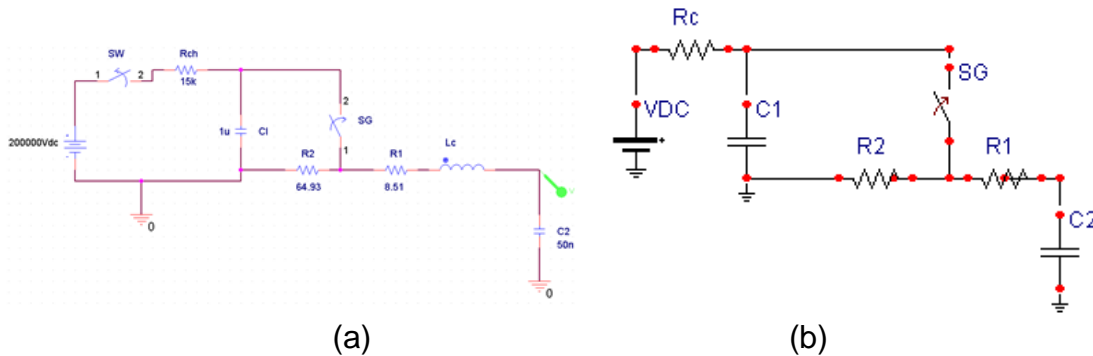 SW
Rch
1
2
15k
2
SG
1
200000Vdc
1u
CI
R2
R1
Lc
64.93
8.51
C2
50n
0
0
(a)
Rc
VDC
+
C1
SG
R2
R1
C2
(b)